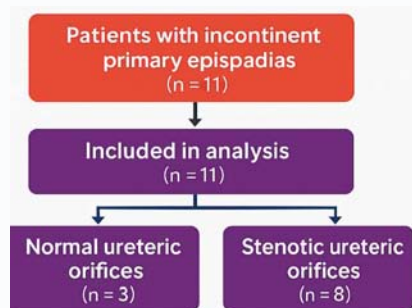 Patients with incontinent
primary epispadias
(n = 11)
Included in analysis
(n = 11)
Normal ureteric
orifices
(n = 3)
Stenotic ureteric
orifices
(n = 8)